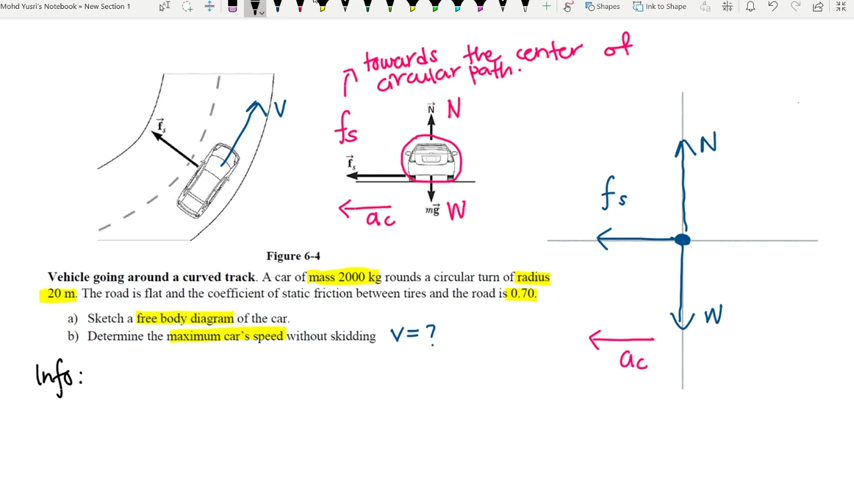 Mohd Yusri's Notebook » New Section 1
Shapes
Ink to Shape
towards the center of
circular path.
fs
N
N
V
fs
fs
ac
mg
W
N
fs
W
ac
Figure 6-4
Vehicle going around a curved track. A car of mass 2000 kg rounds a circular turn of radius
20 m. The road is flat and the coefficient of static friction between tires and the road is 0.70.
a) Sketch a free body diagram of the car.
b) Determine the maximum car's speed without skidding
v = ?
Info: